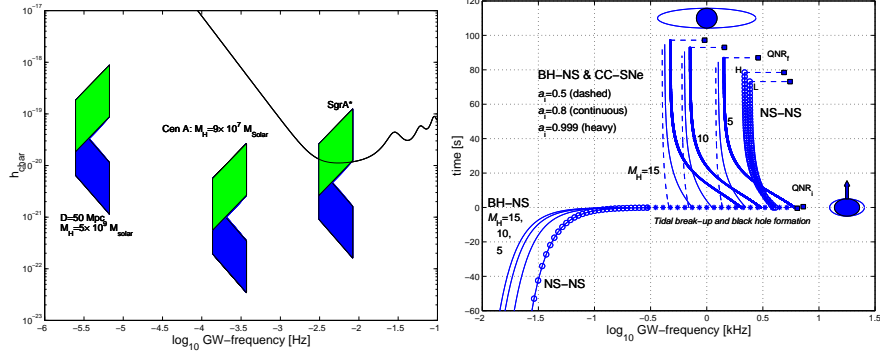 10^−17
10^−18
10^−19
10^−20
10^−21
10^−22
10^−23
h_char
SgrA*
Cen A: M_H=9× 10^7 M_Solar
D=50 Mpc,
M_H=5× 10^9 M_solar
−6 −5.5 −5 −4.5 −4 −3.5 −3 −2.5 −2 −1.5 −1
log_10 GW−frequency [Hz]
120
100
80
60
40
20
0
−20
−40
−60
time [s]
BH−NS & CC−SNe
a_i=0.5 (dashed)
a_i=0.8 (continuous)
a_i=0.999 (heavy)
QNR_f
H
L
NS−NS
5
10
M_H=15
QNR_i
Tidal break−up and black hole formation
BH−NS
M_H=15,
10,
5
NS−NS
−2 −1.5 −1 −0.5 0 0.5 1 1.5
log_10 GW−frequency [kHz]